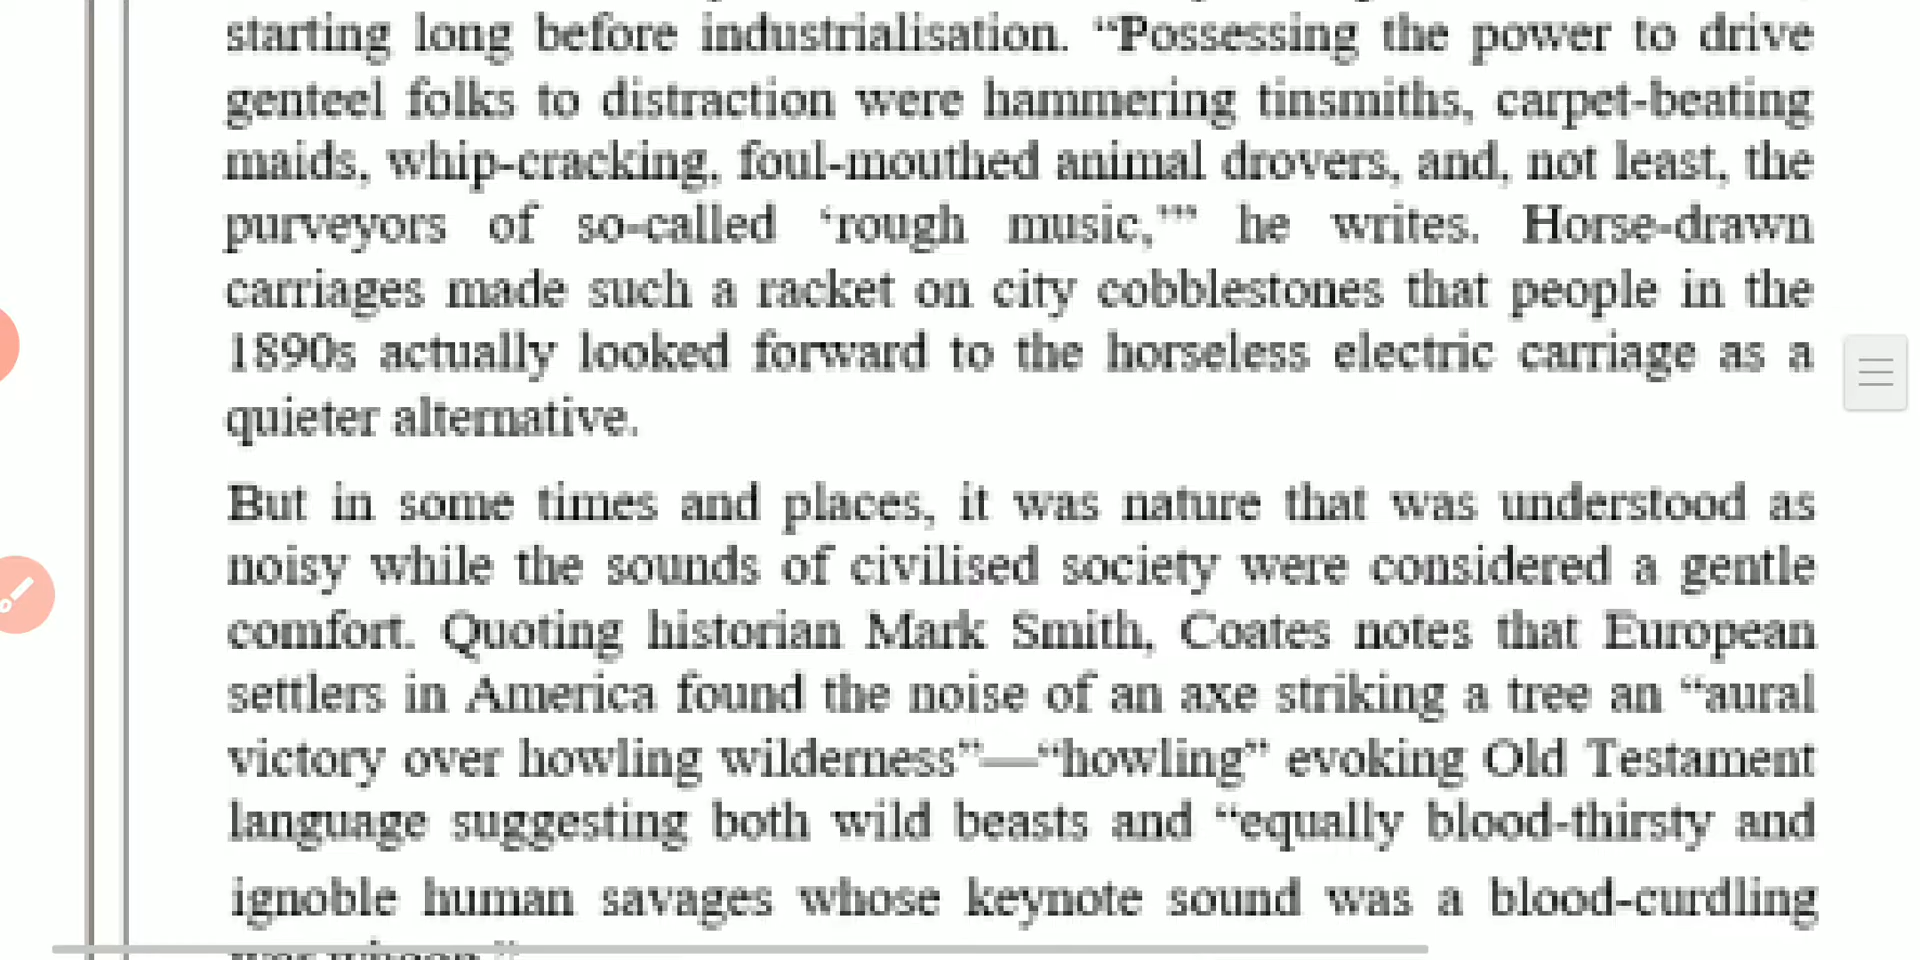 starting long before industrialisation. “Possessing the power to drive
genteel folks to distraction were hammering tinsmiths, carpet-beating
maids, whip-cracking, foul-mouthed animal drovers, and, not least, the
purveyors of so-called ‘rough music,’” he writes. Horse-drawn
carriages made such a racket on city cobblestones that people in the
1890s actually looked forward to the horseless electric carriage as a
quieter alternative.
But in some times and places, it was nature that was understood as
noisy while the sounds of civilised society were considered a gentle
comfort. Quoting historian Mark Smith, Coates notes that European
settlers in America found the noise of an axe striking a tree an “aural
victory over howling wilderness”—“howling” evoking Old Testament
language suggesting both wild beasts and “equally blood-thirsty and
ignoble human savages whose keynote sound was a blood-curdling